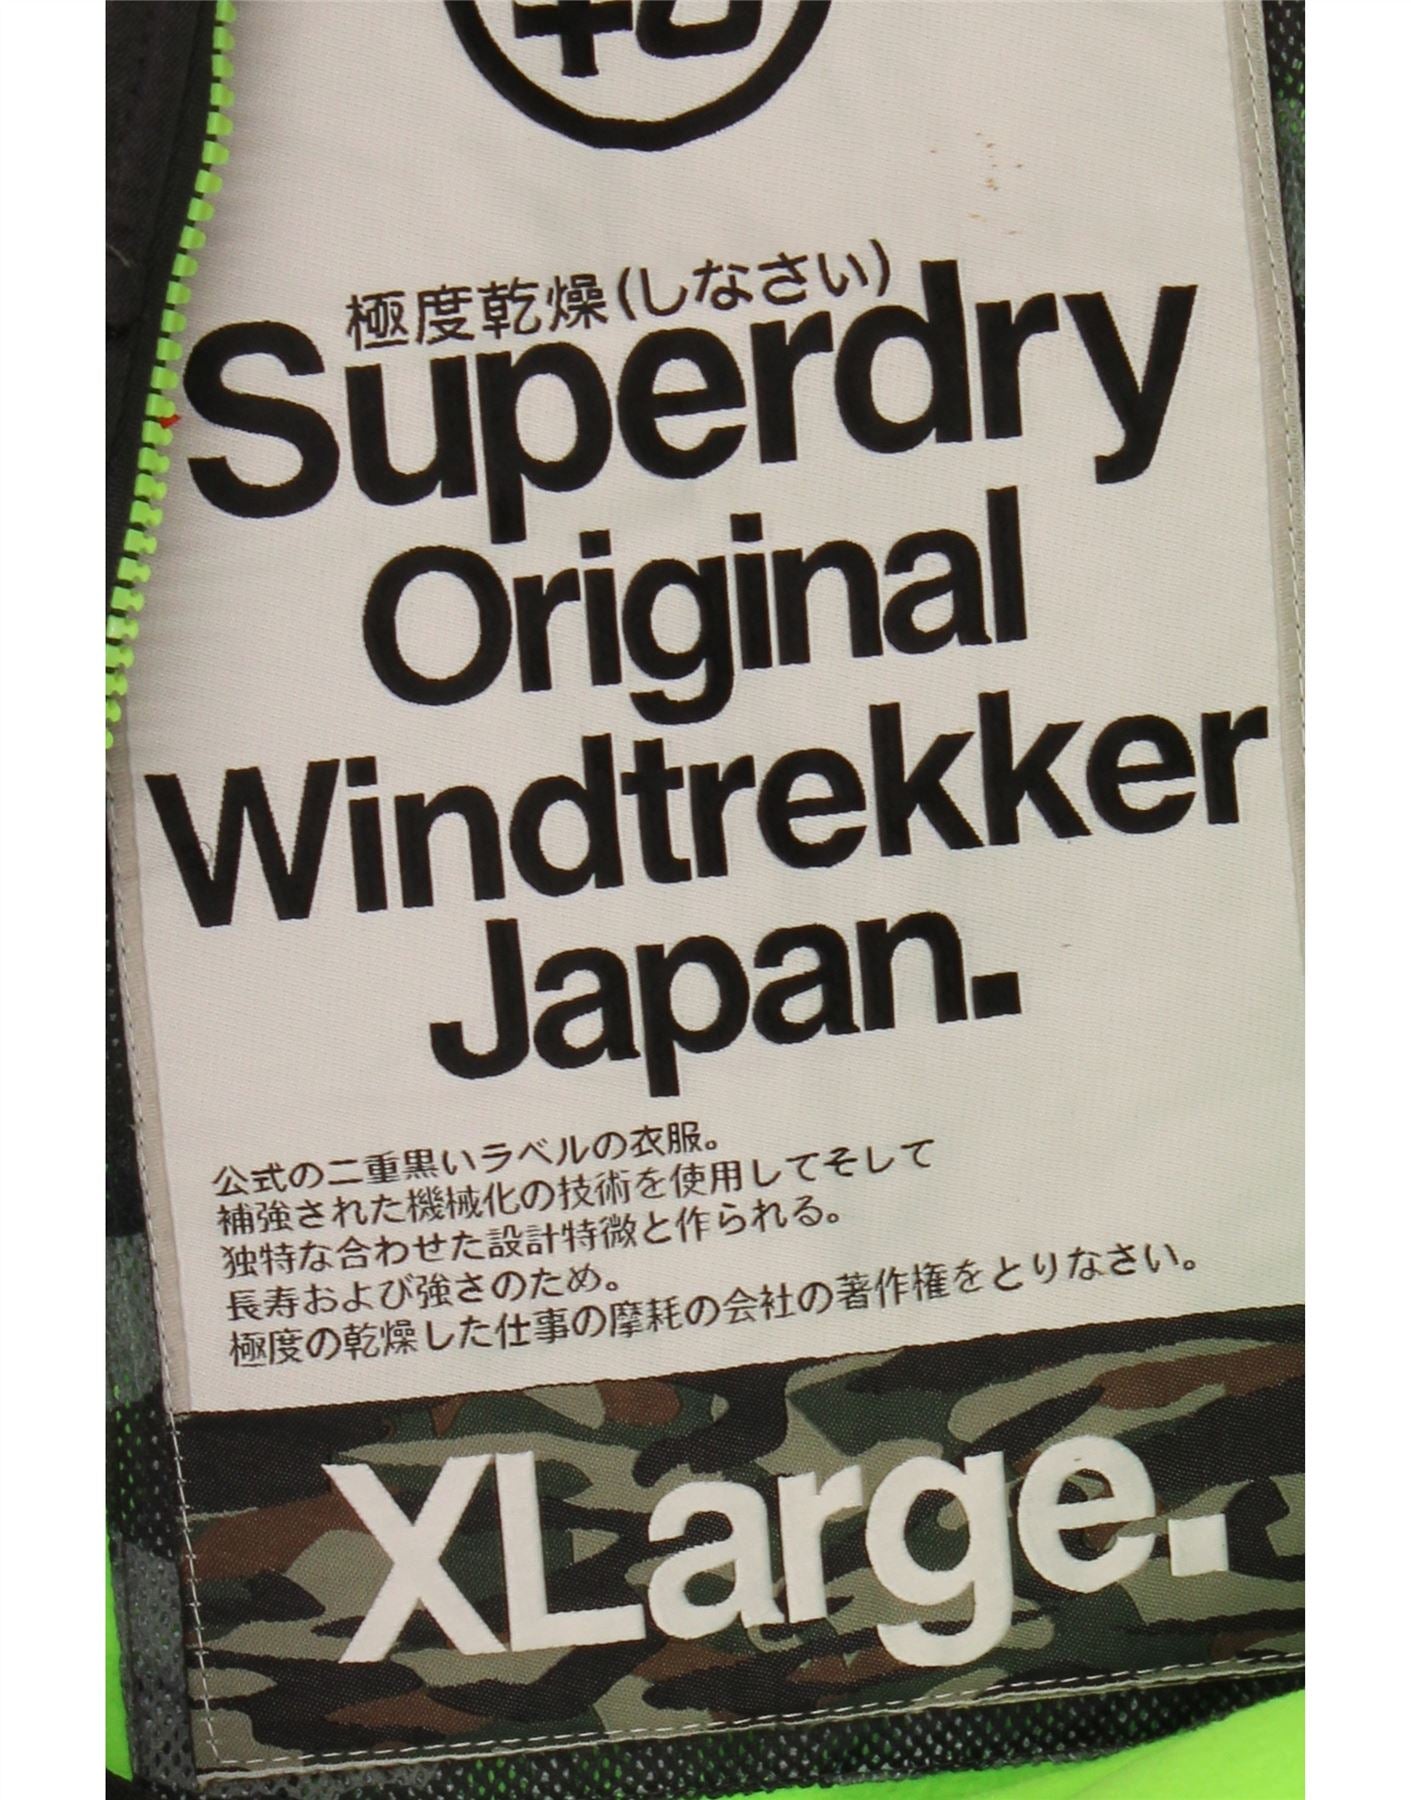 極度乾燥(しなさい)
Superdry
Original
Windtrekker
Japan.
公式の二重黒いラベルの衣服。
補強された機械化の技術を使用してそして
独特な合わせた設計特微と作られる。
長寿および強さのため。
極度の乾燥した仕事の摩耗の会社の著作権をとりなさい。
XLarge.